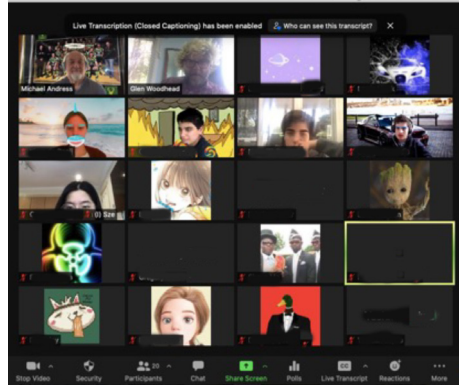 Live Transcription (Closed Captioning) has been enabled Who can see this transcript?
Michael Andress
Glen Woodhead
Stop Video Security Participants 20 Chat Share Screen Polls Live Transcript Reactions More